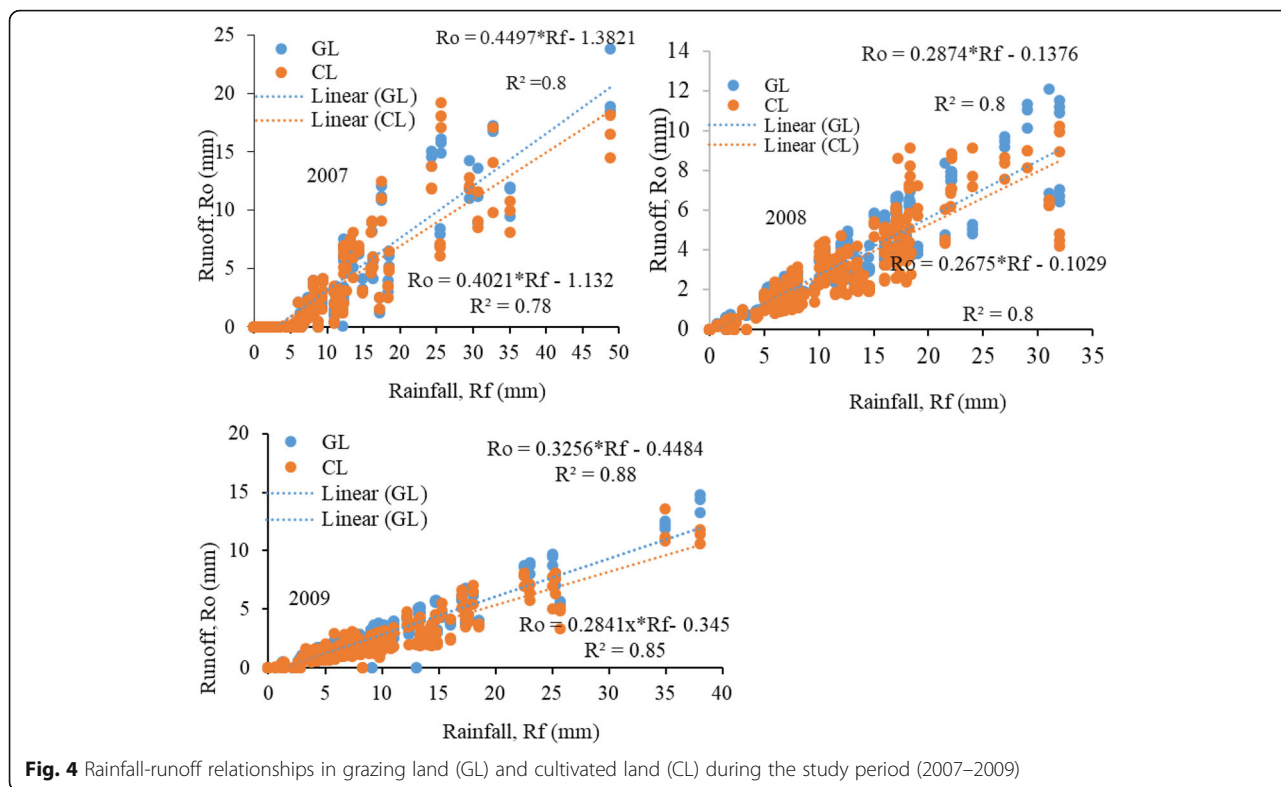 25
20
15
10
5
0
Runoff, Ro (mm)
GL
CL
Linear (GL)
Linear (CL)
Ro = 0.4497*Rf - 1.3821
R² =0.8
2007
Ro = 0.4021*Rf - 1.132
R² = 0.78
0 5 10 15 20 25 30 35 40 45 50
Rainfall, Rf (mm)
14
12
10
8
6
4
2
0
Runoff, Ro (mm)
GL
CL
Linear (GL)
Linear (CL)
Ro = 0.2874*Rf - 0.1376
R² = 0.8
2008
Ro = 0.2675*Rf - 0.1029
R² = 0.8
0 5 10 15 20 25 30 35
Rainfall, Rf (mm)
20
15
10
5
0
Runoff, Ro (mm)
GL
CL
Linear (GL)
Linear (GL)
Ro = 0.3256*Rf - 0.4484
R² = 0.88
2009
Ro = 0.2841x*Rf- 0.345
R² = 0.85
0 5 10 15 20 25 30 35 40
Rainfall, Rf (mm)
Fig. 4 Rainfall-runoff relationships in grazing land (GL) and cultivated land (CL) during the study period (2007–2009)